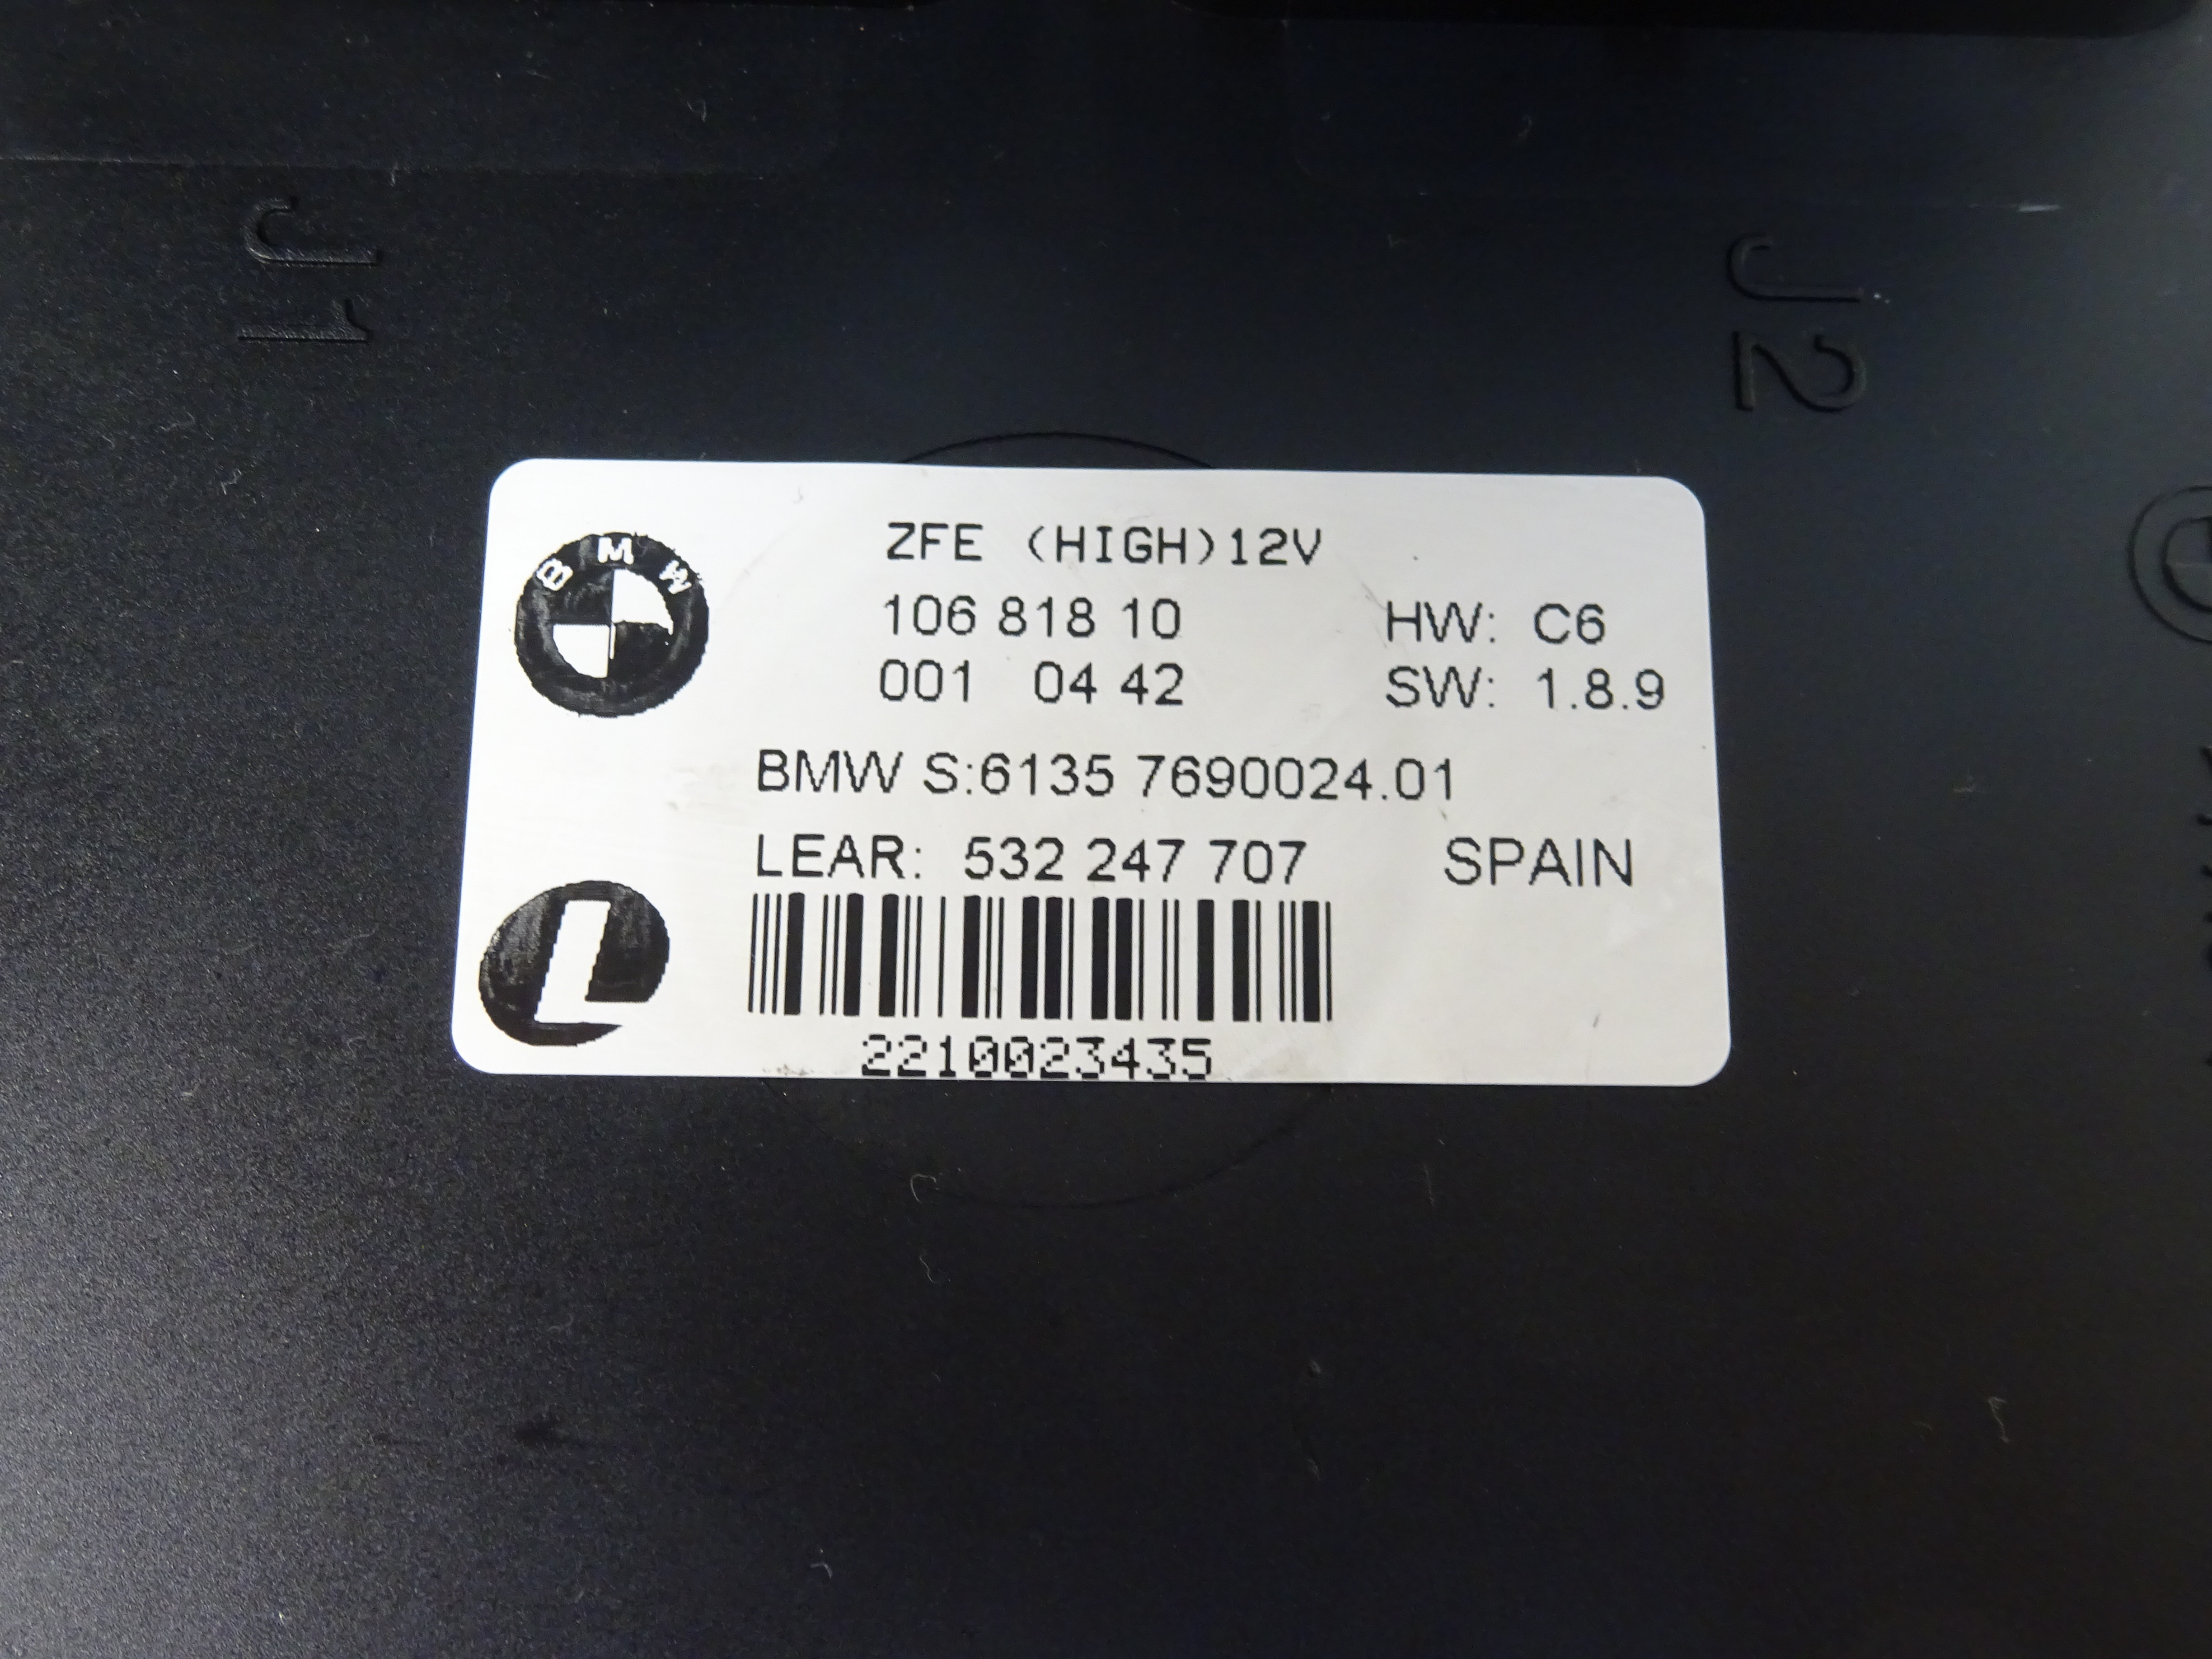 J1
J2
BMW
ZFE (HIGH)12V
106 818 10 HW: C6
001 04 42 SW: 1.8.9
BMW S:6135 7690024.01
LEAR: 532 247 707 SPAIN
L
2210023435